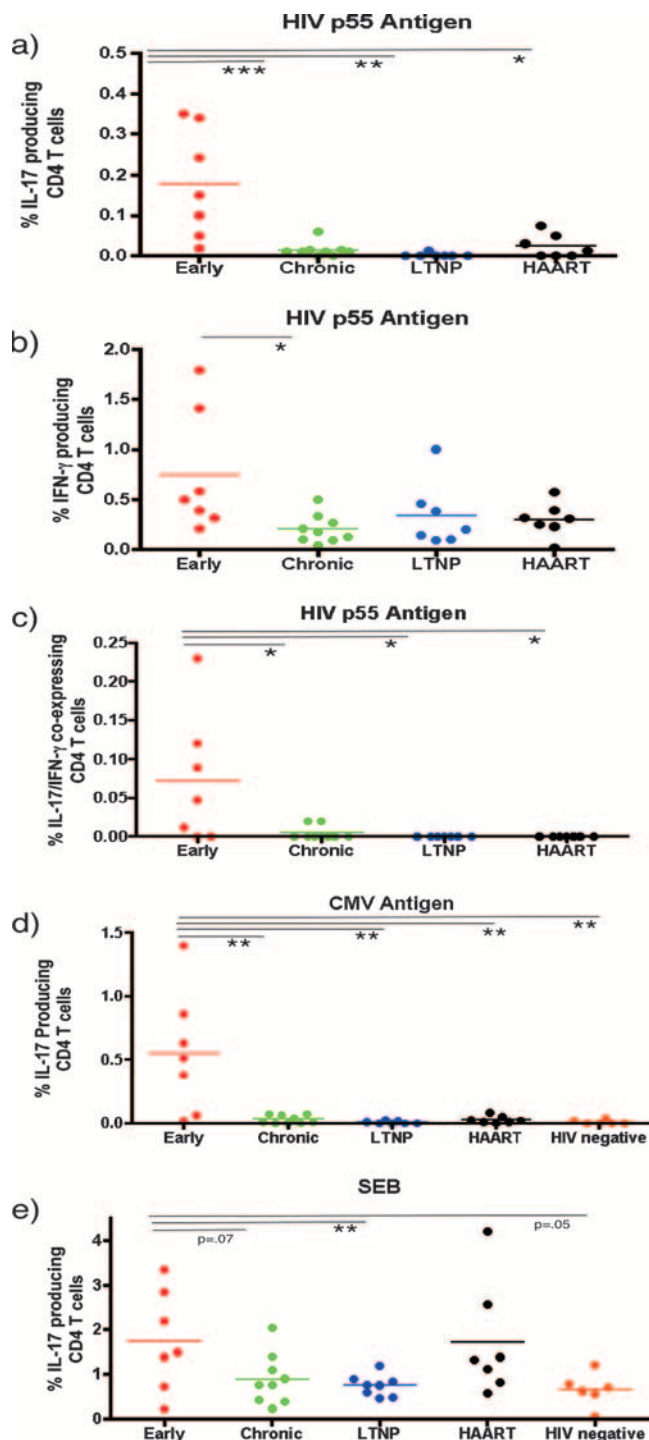 a)
HIV p55 Antigen
% IL-17 producing
CD4 T cells
0.5
0.4
0.3
0.2
0.1
0.0
***
**
*
Early Chronic LTNP HAART
b)
HIV p55 Antigen
% IFN-γ producing
CD4 T cells
2.0
1.5
1.0
0.5
0.0
*
Early Chronic LTNP HAART
c)
HIV p55 Antigen
% IL-17/IFN-γ co-expressing
CD4 T cells
0.25
0.20
0.15
0.10
0.05
0.00
*
*
*
Early Chronic LTNP HAART
d)
CMV Antigen
% IL-17 Producing
CD4 T cells
1.5
1.0
0.5
0.0
**
**
**
**
Early Chronic LTNP HAART HIV negative
e)
SEB
% IL-17 producing
CD4 T cells
4
3
2
1
0
p=.07
**
p=.05
Early Chronic LTNP HAART HIV negative